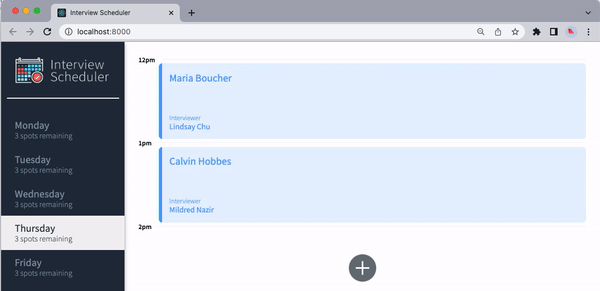 Interview Scheduler
localhost:8000
Interview
Scheduler
Monday
3 spots remaining
Tuesday
3 spots remaining
Wednesday
3 spots remaining
Thursday
3 spots remaining
Friday
3 spots remaining
12pm
Maria Boucher
Interviewer
Lindsay Chu
1pm
Calvin Hobbes
Interviewer
Mildred Nazir
2pm